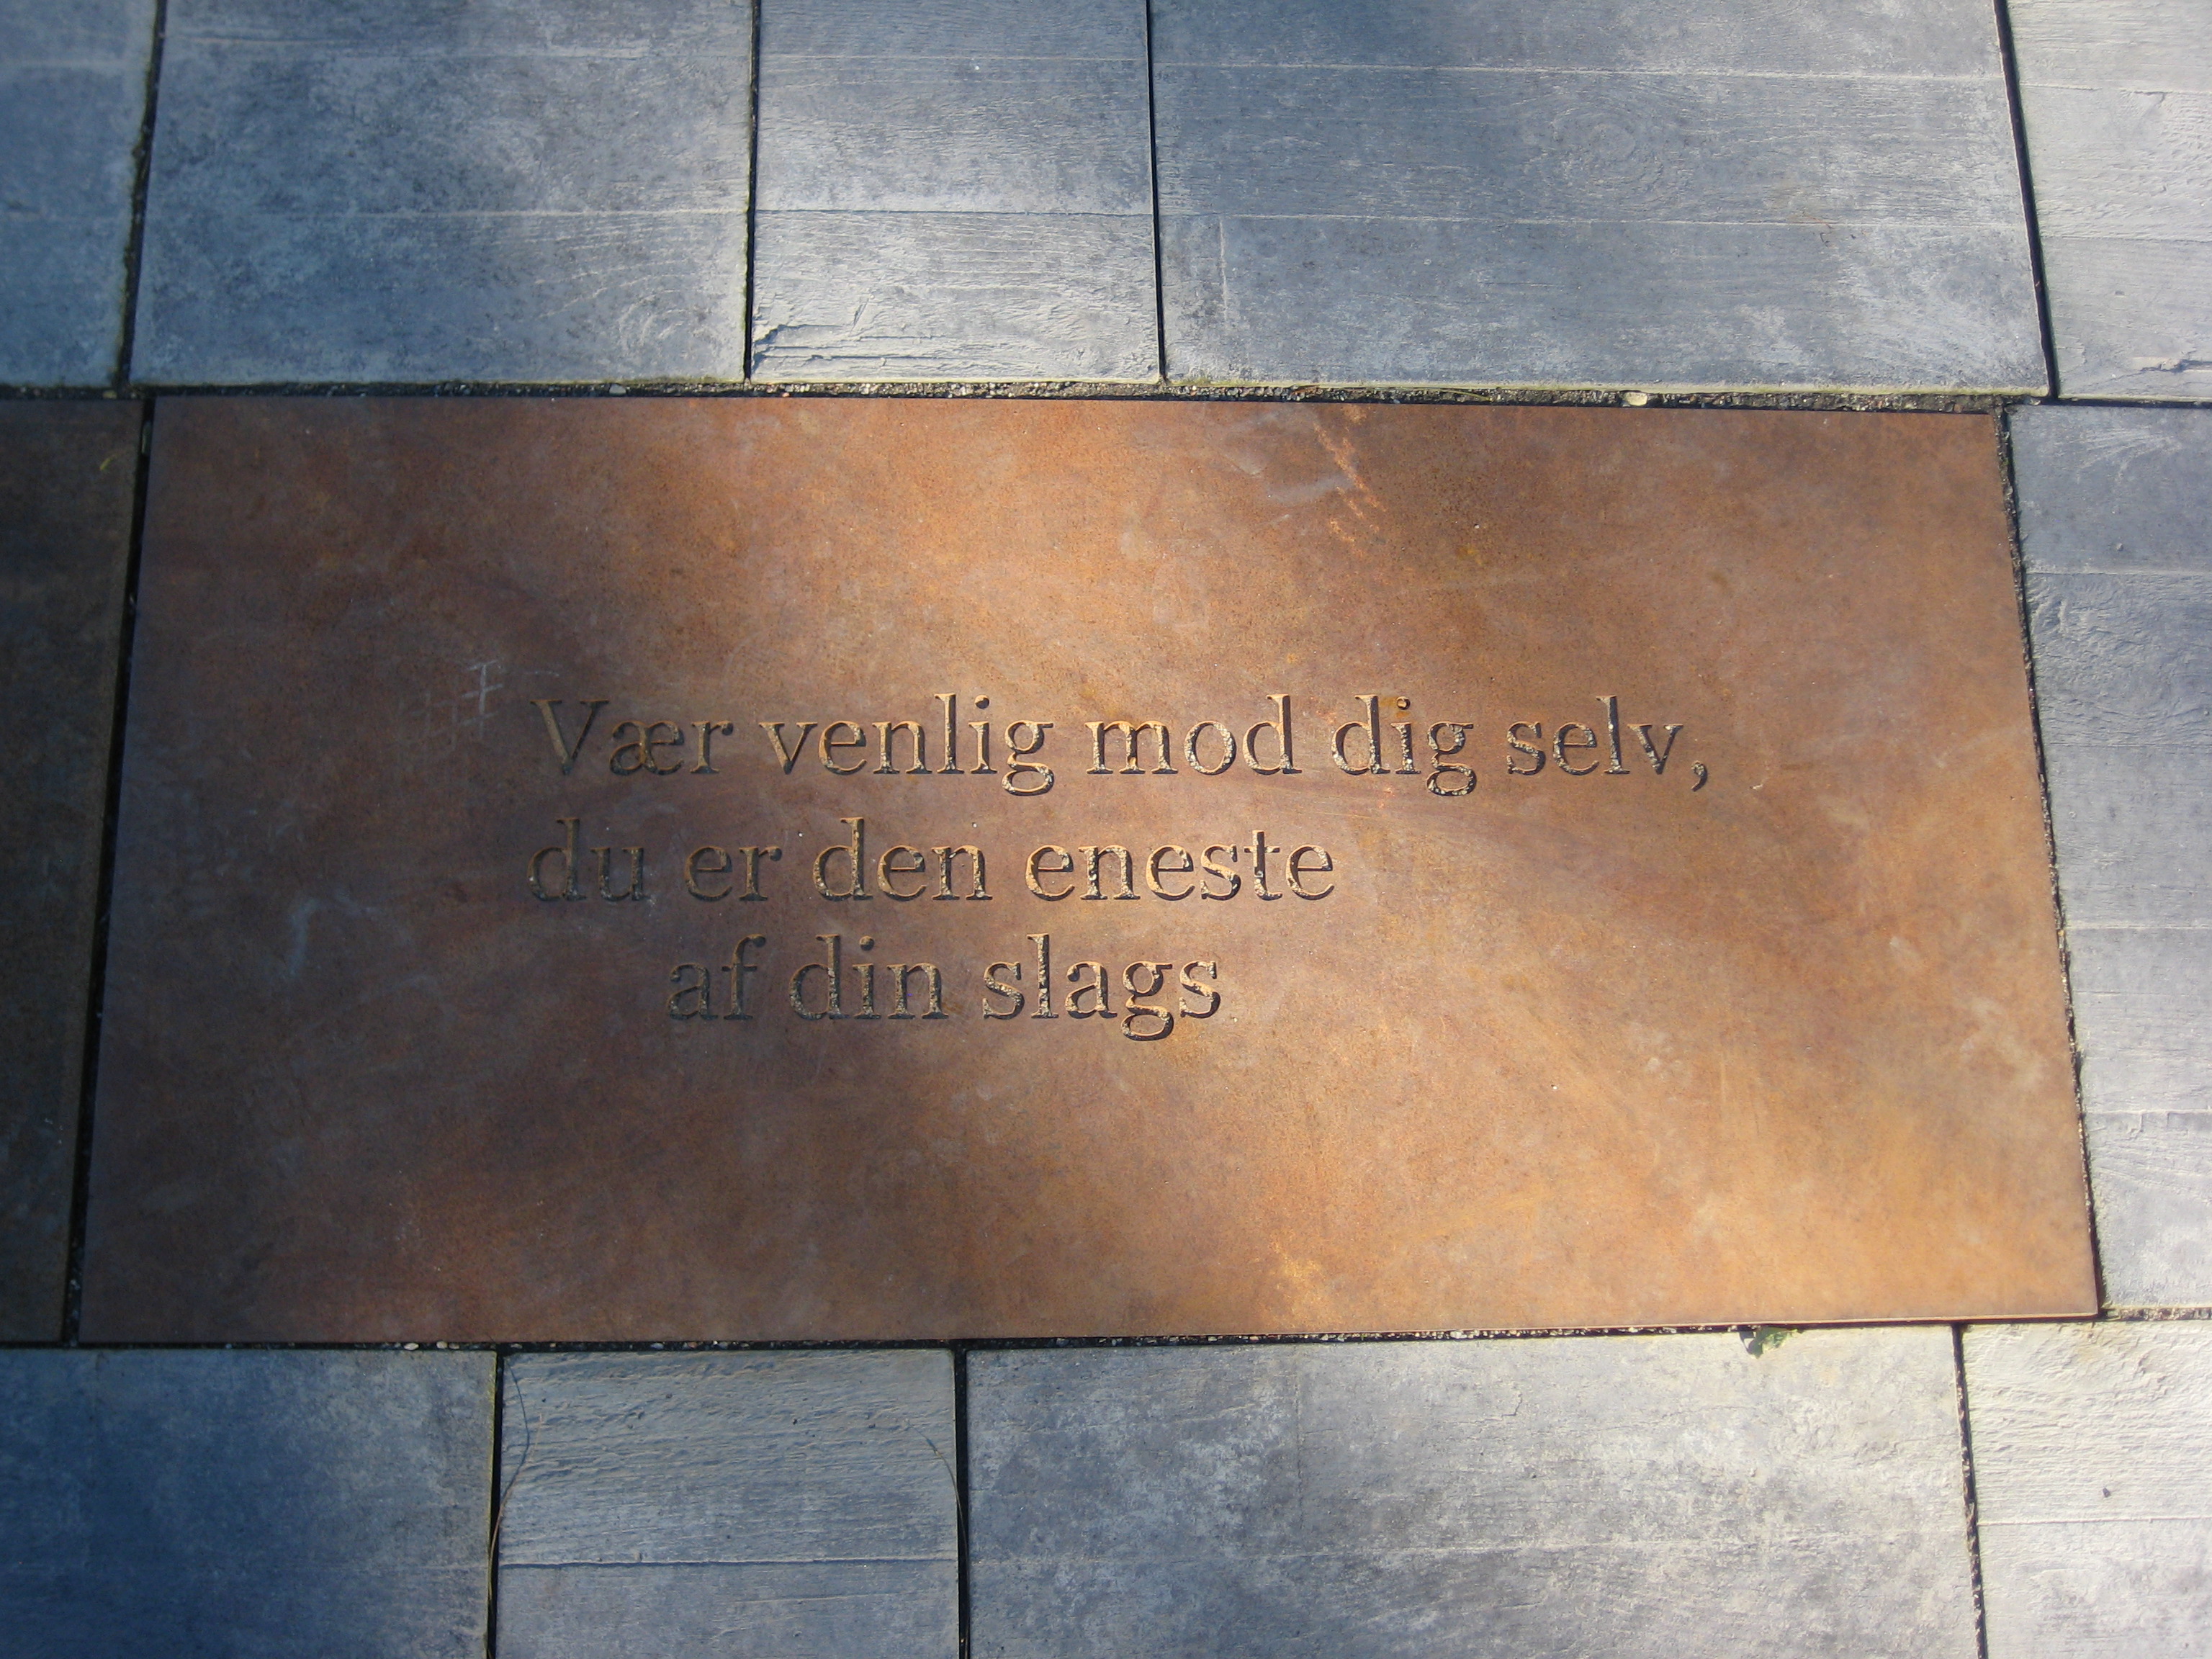 Vær venlig mod dig selv,
du er den eneste
af din slags